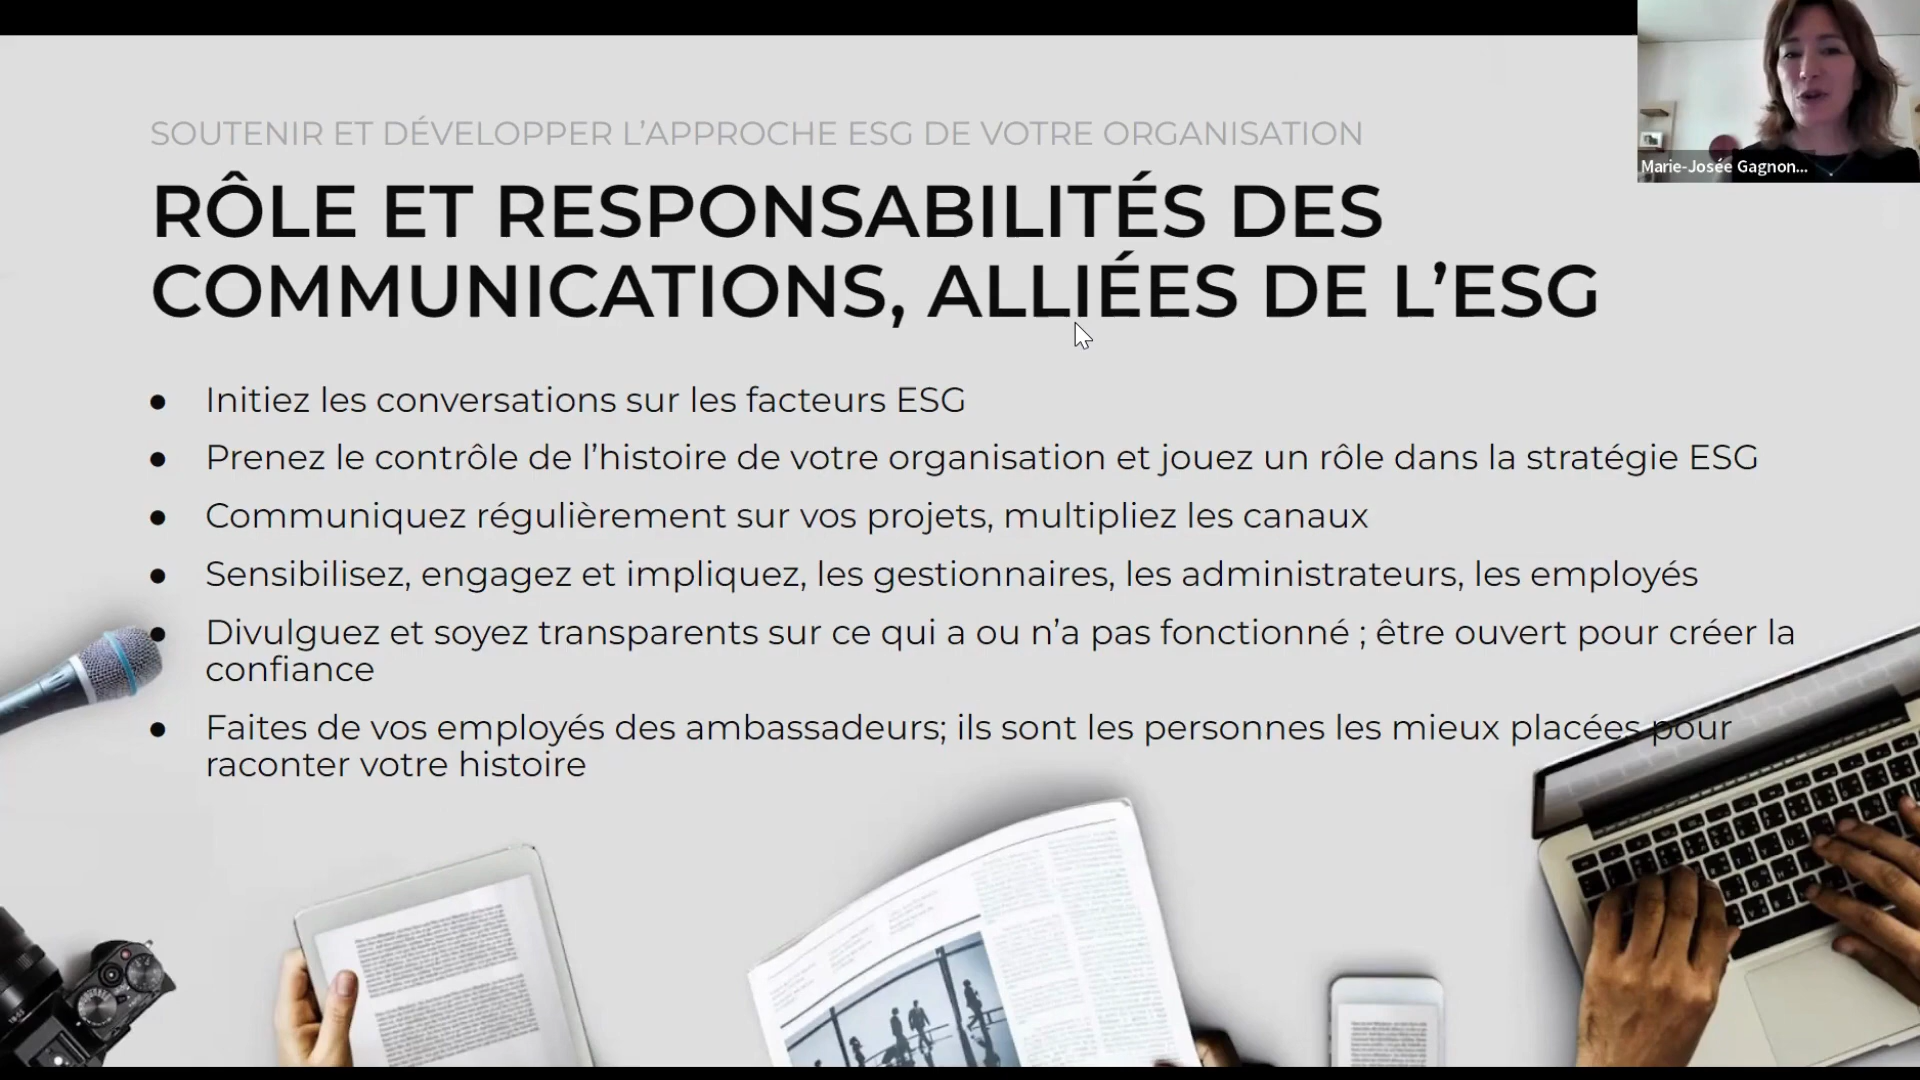 SOUTENIR ET DÉVELOPPER L’APPROCHE ESG DE VOTRE ORGANISATION
RÔLE ET RESPONSABILITÉS DES
COMMUNICATIONS, ALLIÉES DE L’ESG
Marie-Josée Gagnon...
● Initiez les conversations sur les facteurs ESG
● Prenez le contrôle de l’histoire de votre organisation et jouez un rôle dans la stratégie ESG
● Communiquez régulièrement sur vos projets, multipliez les canaux
● Sensibilisez, engagez et impliquez, les gestionnaires, les administrateurs, les employés
● Divulguez et soyez transparents sur ce qui a ou n’a pas fonctionné ; être ouvert pour créer la
confiance
● Faites de vos employés des ambassadeurs; ils sont les personnes les mieux placées pour
raconter votre histoire